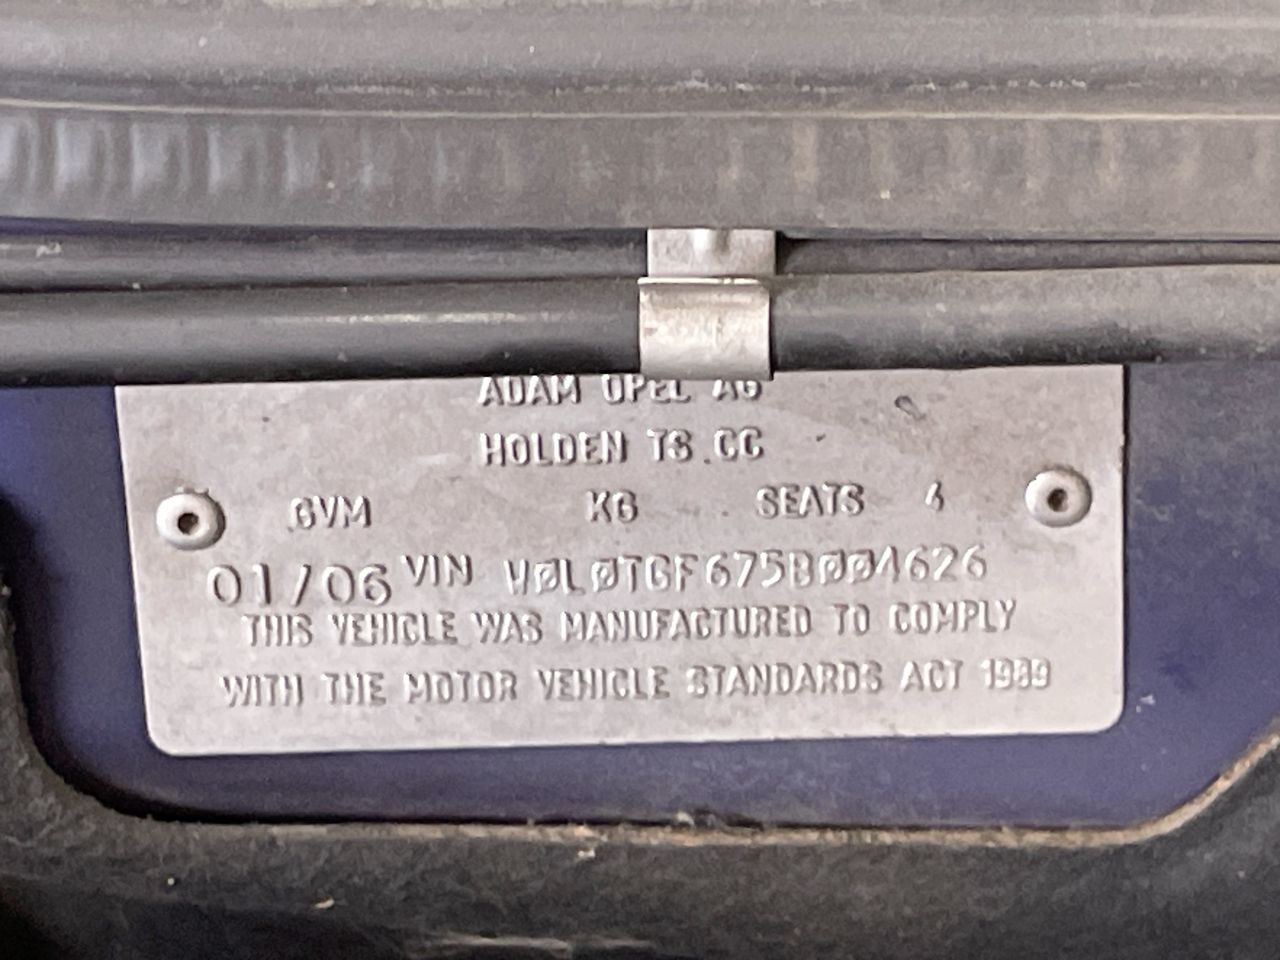 ADAM OPEL AG
HOLDEN TS CC
GVM KG SEATS 4
01/06 VIN W0L0TGF675B004626
THIS VEHICLE WAS MANUFACTURED TO COMPLY
WITH THE MOTOR VEHICLE STANDARDS ACT 1989